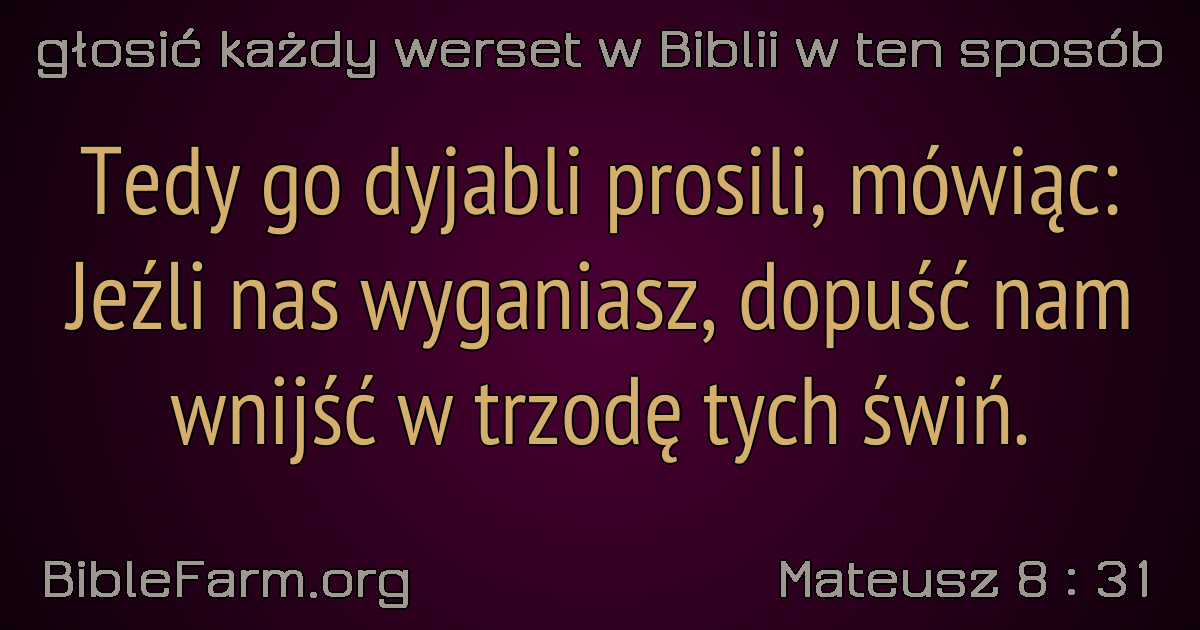 głosić każdy werset w Biblii w ten sposób
Tedy go dyjabli prosili, mówiąc:
Jeźli nas wyganiasz, dopuść nam
wnijść w trzodę tych świń.
BibleFarm.org
Mateusz 8 : 31